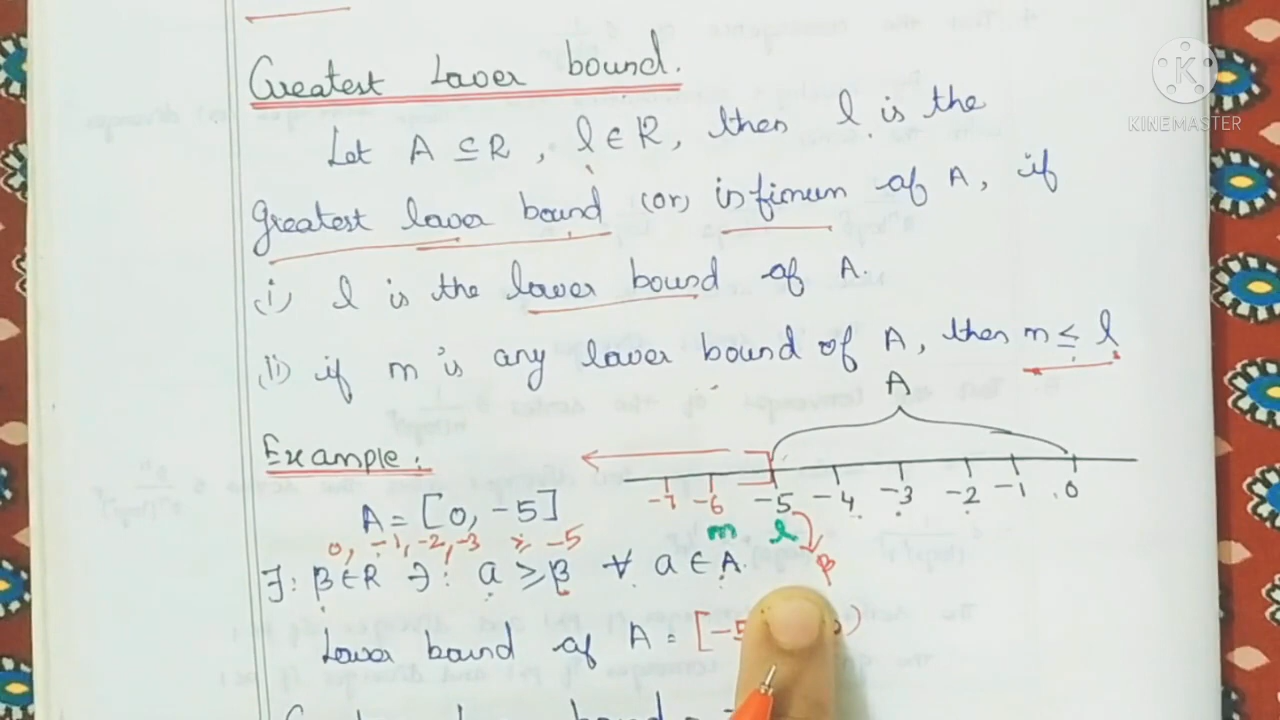 Greatest Lower bound.
K
KINEMASTER
Let A ⊆ R, l ∈ R, then l is the
greatest lower bound (or) infimum of A, if
(i) l is the lower bound of A.
(ii) if m is any lower bound of A, then m ≤ l
A
Example:
-7 -6 -5 -4 -3 -2 -1 0
A = [0, -5]
m l
0, -1, -2, -3 ≥ -5
β
∃: β ∈ R ∋: a ≥ β ∀ a ∈ A.
Lower bound of A = [-5
bound =